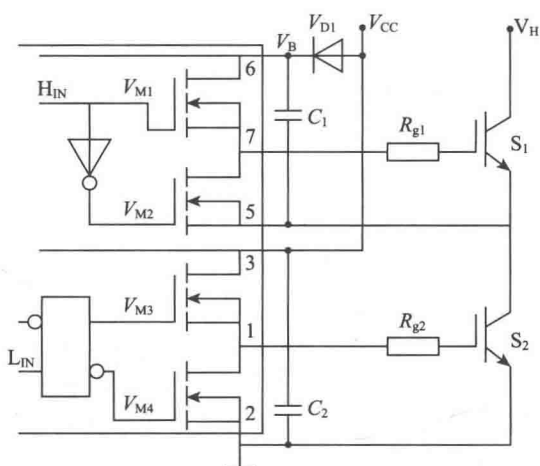 V_D1
V_CC
V_B
V_H
6
H_IN
V_M1
C_1
R_g1
7
S_1
V_M2
5
3
V_M3
R_g2
1
S_2
L_IN
V_M4
2
C_2